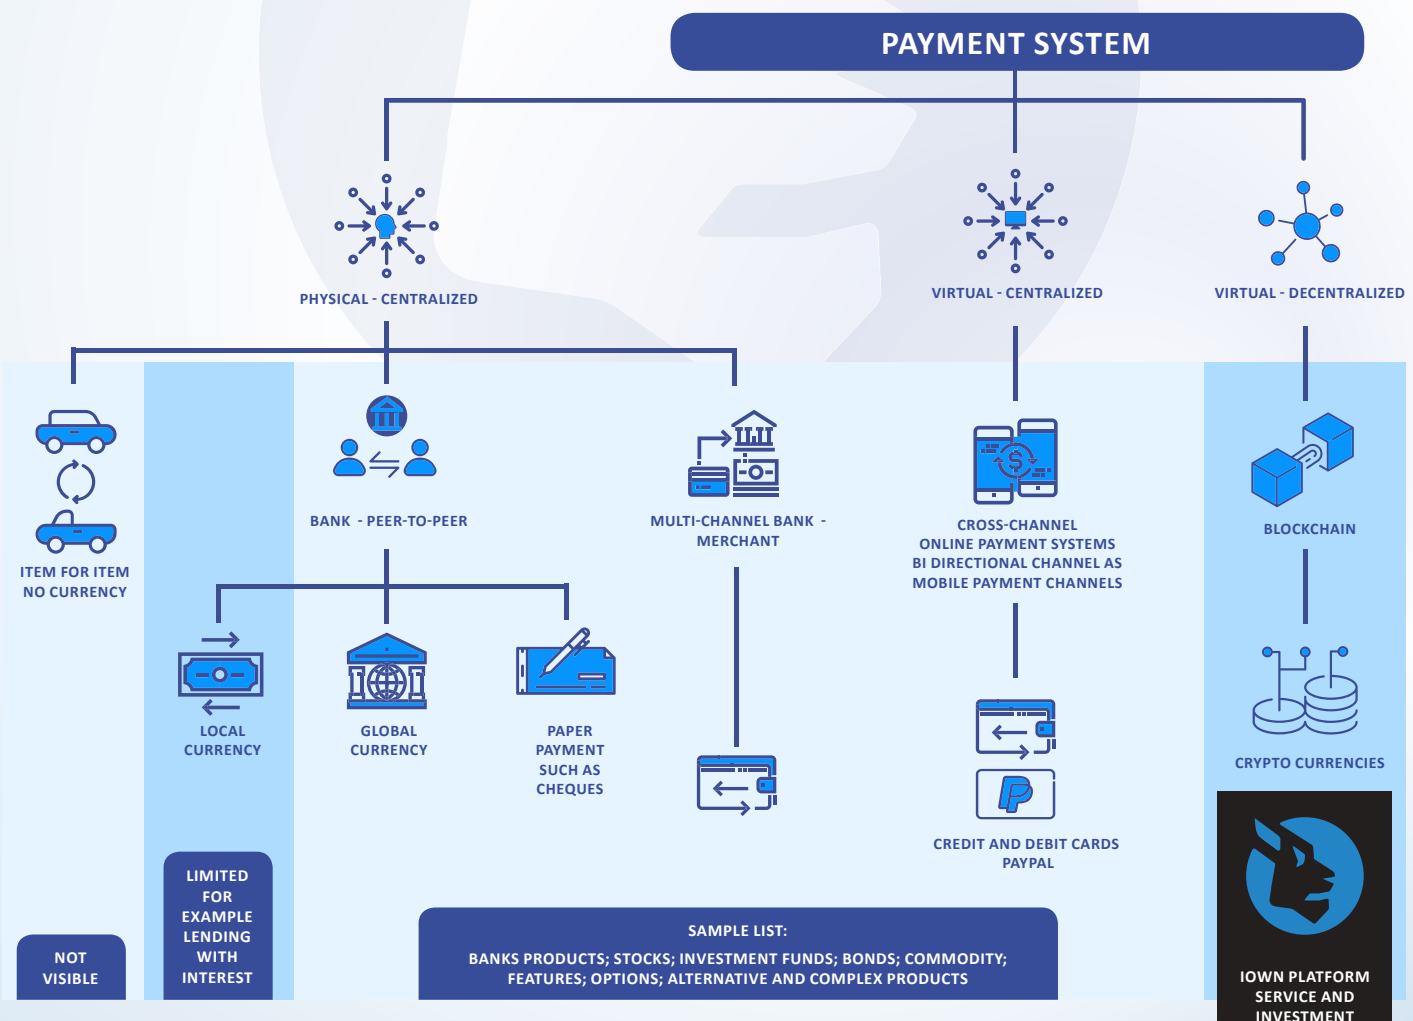 PAYMENT SYSTEM
PHYSICAL - CENTRALIZED
VIRTUAL - CENTRALIZED
VIRTUAL - DECENTRALIZED
ITEM FOR ITEM
NO CURRENCY
BANK - PEER-TO-PEER
MULTI-CHANNEL BANK -
MERCHANT
CROSS-CHANNEL
ONLINE PAYMENT SYSTEMS
BI DIRECTIONAL CHANNEL AS
MOBILE PAYMENT CHANNELS
BLOCKCHAIN
LOCAL
CURRENCY
GLOBAL
CURRENCY
PAPER
PAYMENT
SUCH AS
CHEQUES
CREDIT AND DEBIT CARDS
PAYPAL
CRYPTO CURRENCIES
NOT
VISIBLE
LIMITED
FOR
EXAMPLE
LENDING
WITH
INTEREST
SAMPLE LIST:
BANKS PRODUCTS; STOCKS; INVESTMENT FUNDS; BONDS; COMMODITY;
FEATURES; OPTIONS; ALTERNATIVE AND COMPLEX PRODUCTS
IOWN PLATFORM
SERVICE AND
INVESTMENT